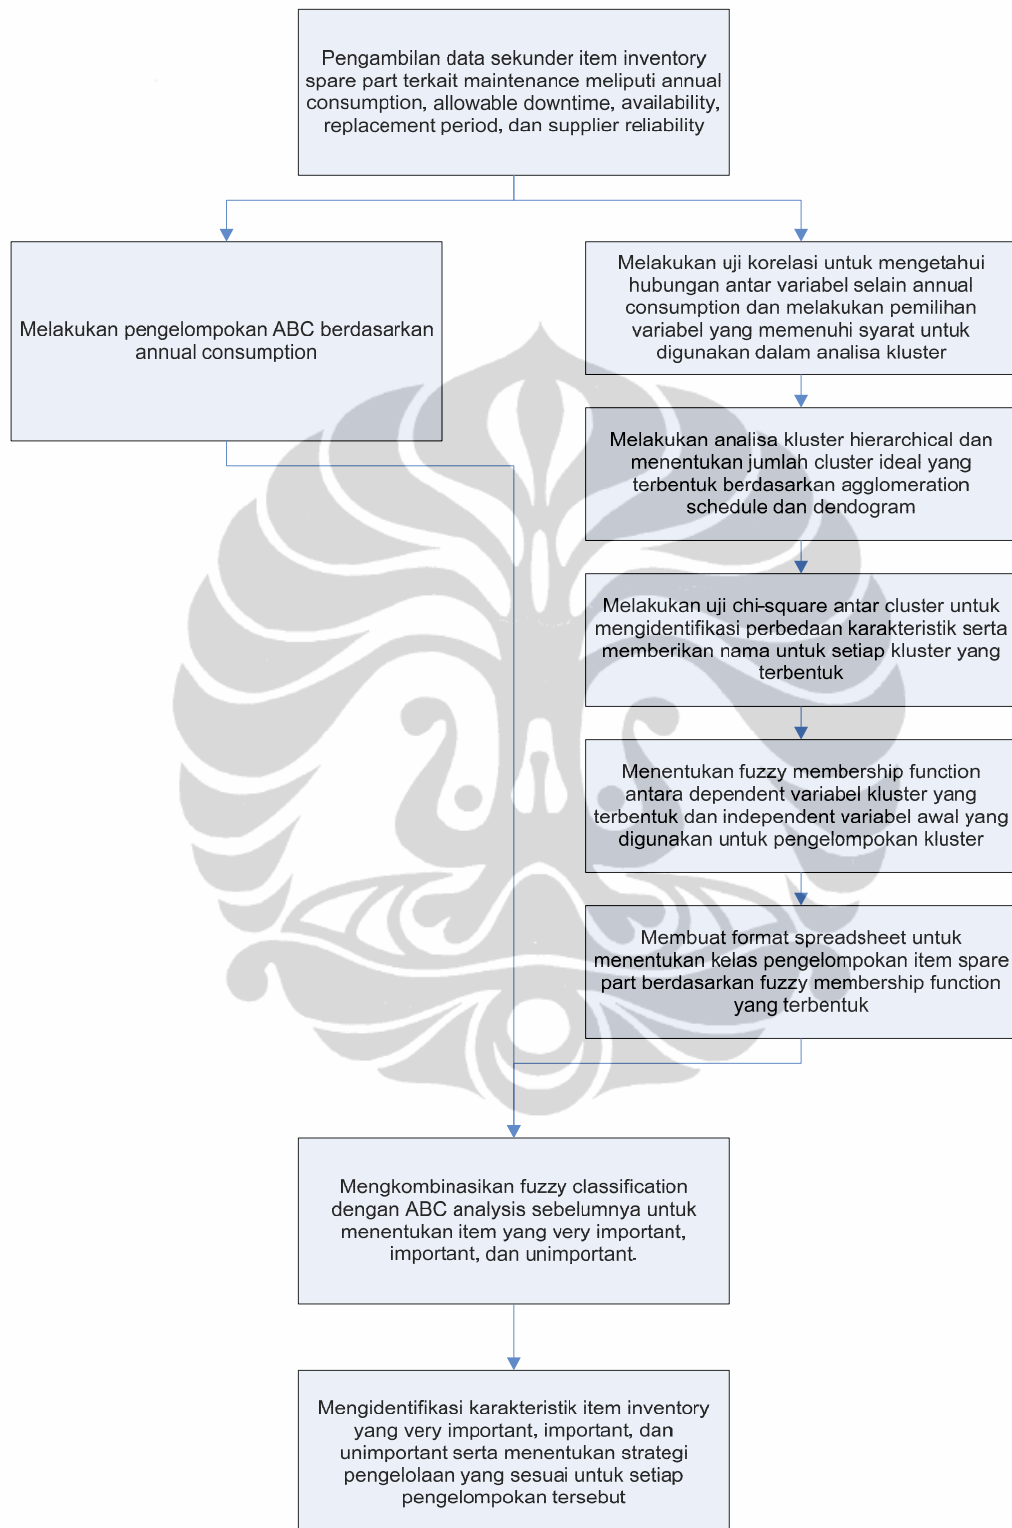 Pengambilan data sekunder item inventory
spare part terkait maintenance meliputi annual
consumption, allowable downtime, availability,
replacement period, dan supplier reliability
Melakukan pengelompokan ABC berdasarkan
annual consumption
Melakukan uji korelasi untuk mengetahui
hubungan antar variabel selain annual
consumption dan melakukan pemilihan
variabel yang memenuhi syarat untuk
digunakan dalam analisa kluster
Melakukan analisa kluster hierarchical dan
menentukan jumlah cluster ideal yang
terbentuk berdasarkan agglomeration
schedule dan dendogram
Melakukan uji chi-square antar cluster untuk
mengidentifikasi perbedaan karakteristik serta
memberikan nama untuk setiap kluster yang
terbentuk
Menentukan fuzzy membership function
antara dependent variabel kluster yang
terbentuk dan independent variabel awal yang
digunakan untuk pengelompokan kluster
Membuat format spreadsheet untuk
menentukan kelas pengelompokan item spare
part berdasarkan fuzzy membership function
yang terbentuk
Mengkombinasikan fuzzy classification
dengan ABC analysis sebelumnya untuk
menentukan item yang very important,
important, dan unimportant.
Mengidentifikasi karakteristik item inventory
yang very important, important, dan
unimportant serta menentukan strategi
pengelolaan yang sesuai untuk setiap
pengelompokan tersebut